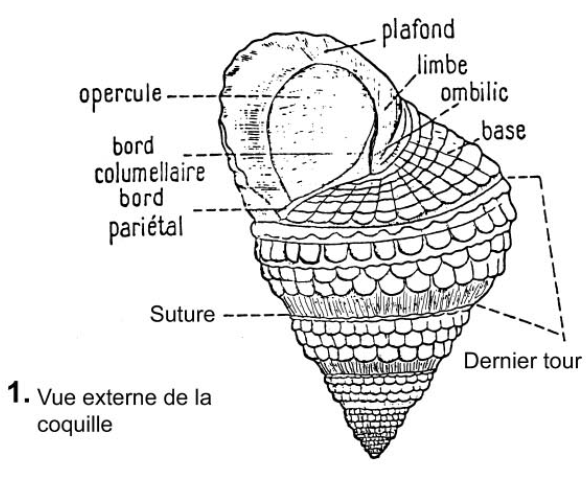 plafond
limbe
opercule
ombilic
base
bord
columellaire
bord
pariétal
Suture
Dernier tour
1. Vue externe de la
coquille